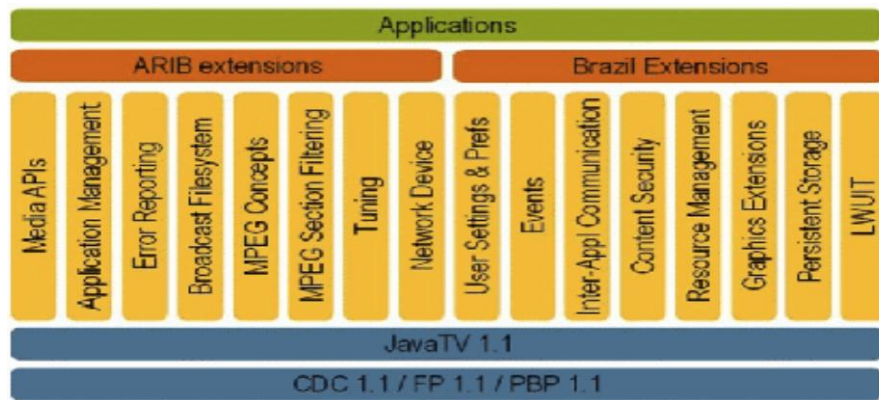 Applications
ARIB extensions
Brazil Extensions
Media APIs
Application Management
Error Reporting
Broadcast Filesystem
MPEG Concepts
MPEG Section Filtering
Tuning
Network Device
User Settings & Prefs
Events
Inter-Appl Communication
Content Security
Resource Management
Graphics Extensions
Persistent Storage
LWUIT
JavaTV 1.1
CDC 1.1 / FP 1.1 / PBP 1.1